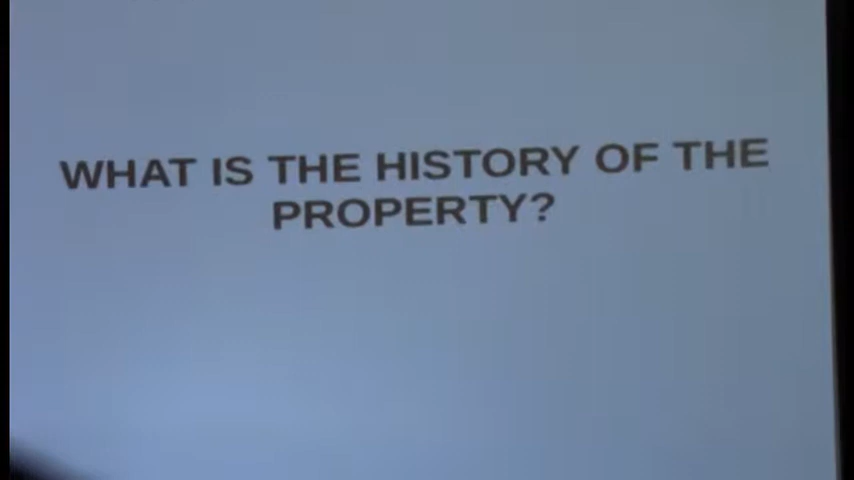 WHAT IS THE HISTORY OF THE
PROPERTY?